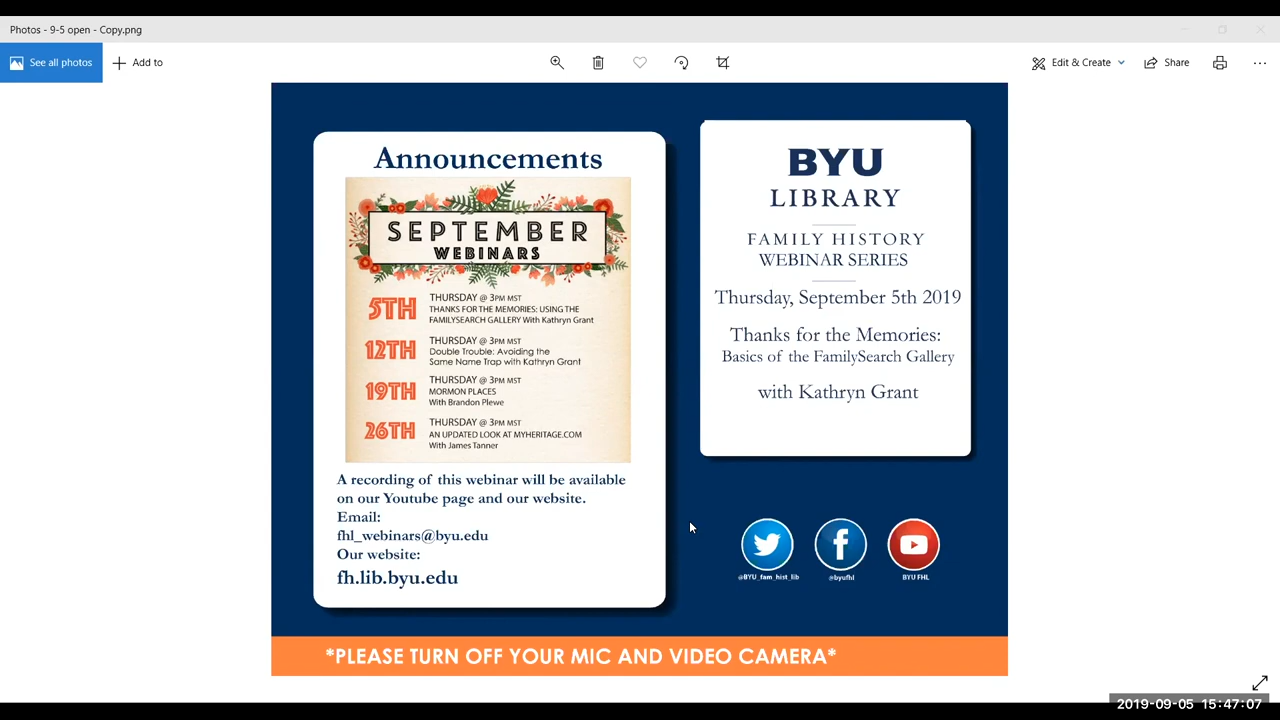 Photos - 9-5 open - Copy.png
See all photos
Add to
Edit & Create
Share
Announcements
SEPTEMBER
WEBINARS
5TH
THURSDAY @ 3PM MST
THANKS FOR THE MEMORIES: USING THE
FAMILYSEARCH GALLERY With Kathryn Grant
12TH
THURSDAY @ 3PM MST
Double Trouble: Avoiding the
Same Name Trap with Kathryn Grant
19TH
THURSDAY @ 3PM MST
MORMON PLACES
With Brandon Plewe
26TH
THURSDAY @ 3PM MST
AN UPDATED LOOK AT MYHERITAGE.COM
With James Tanner
A recording of this webinar will be available
on our Youtube page and our website.
Email:
fhl_webinars@byu.edu
Our website:
fh.lib.byu.edu
BYU
LIBRARY
FAMILY HISTORY
WEBINAR SERIES
Thursday, September 5th 2019
Thanks for the Memories:
Basics of the FamilySearch Gallery
with Kathryn Grant
@BYU_fam_hist_lib
@byufhl
BYU FHL
*PLEASE TURN OFF YOUR MIC AND VIDEO CAMERA*
2019-09-05 15:47:07